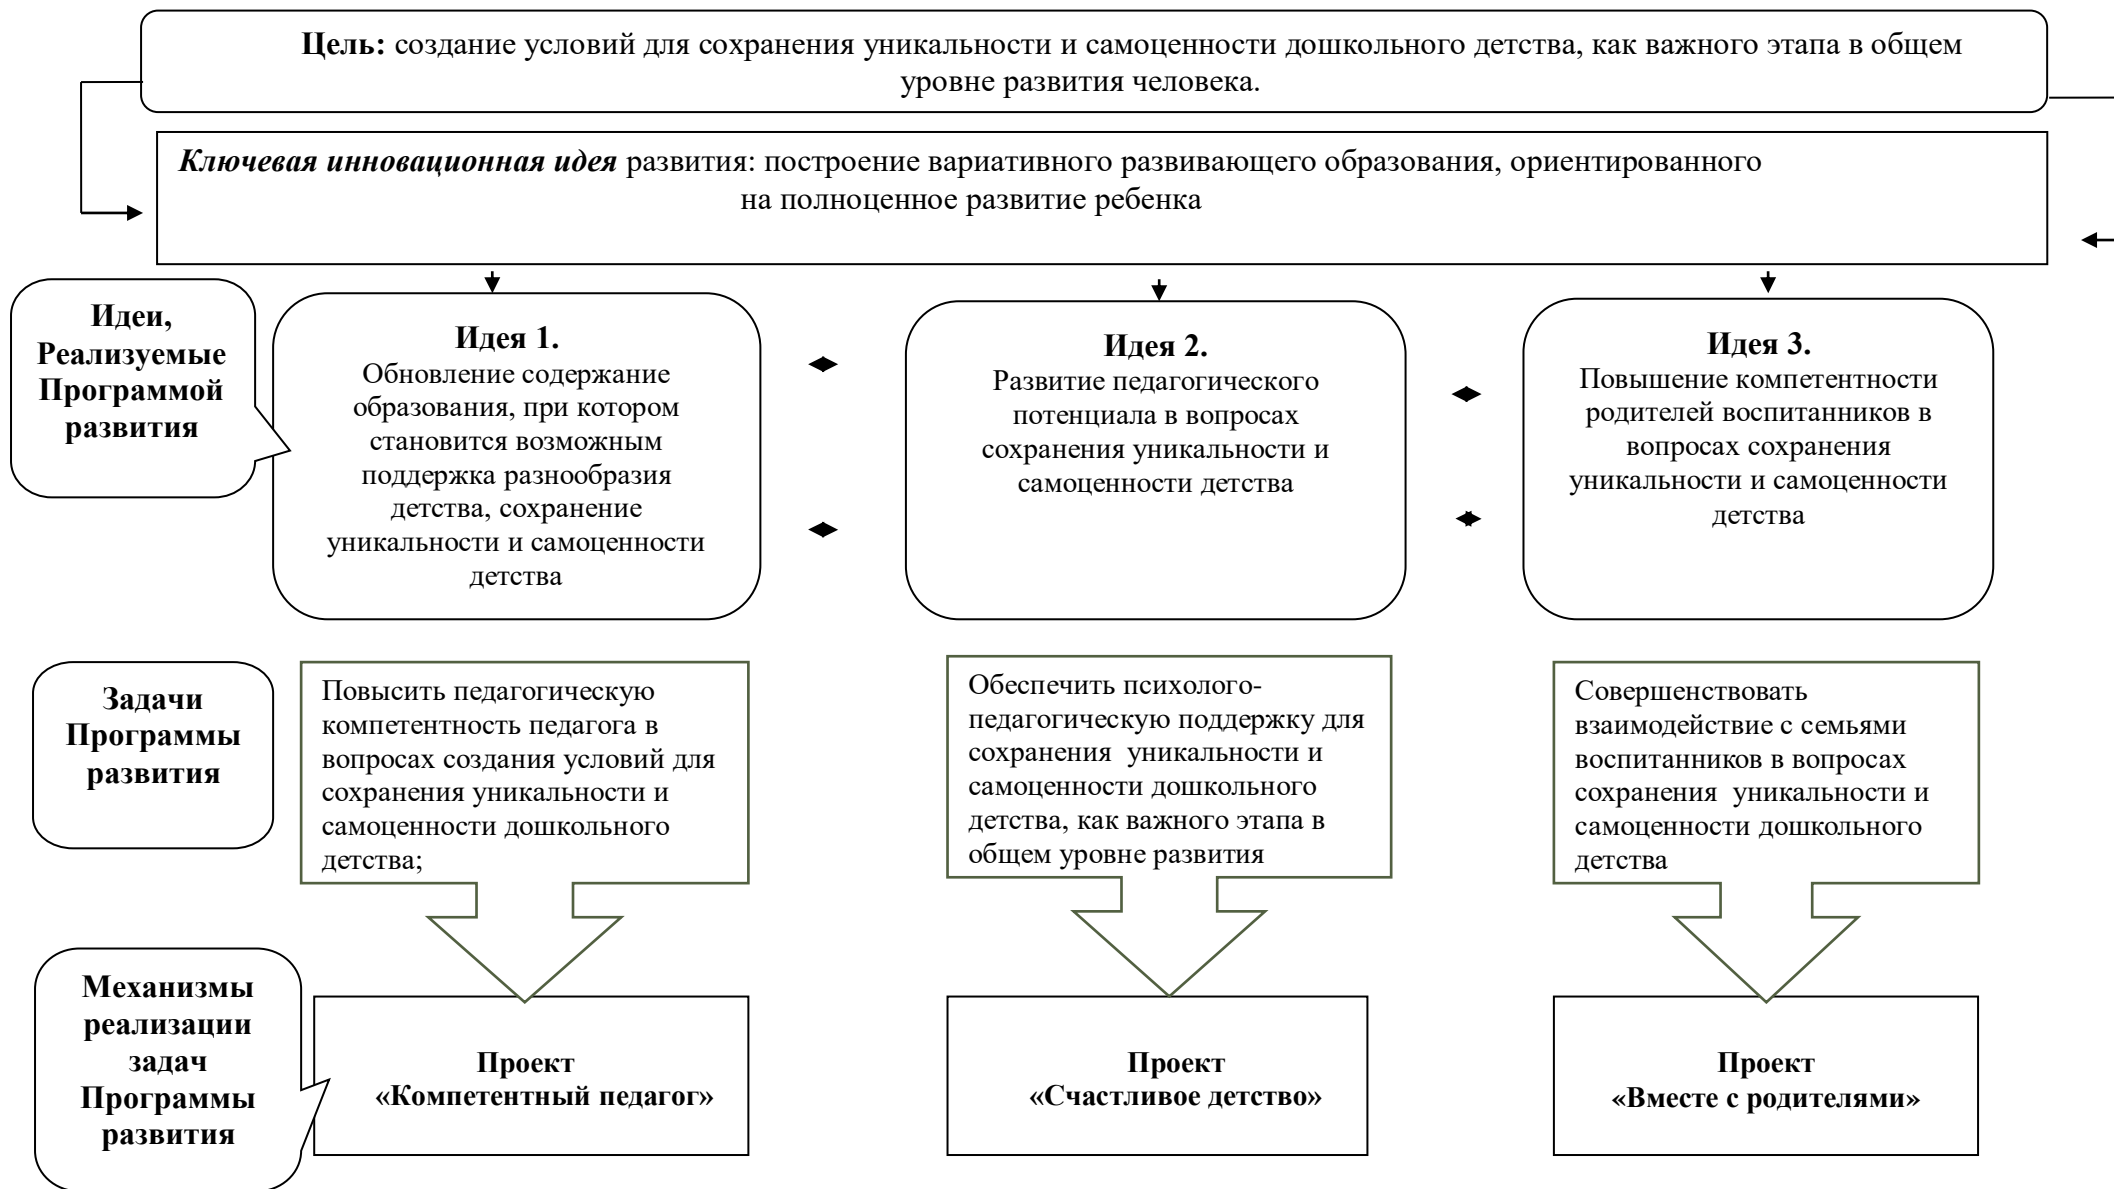 Цель: создание условий для сохранения уникальности и самоценности дошкольного детства, как важного этапа в общем
уровне развития человека.
Ключевая инновационная идея развития: построение вариативного развивающего образования, ориентированного
на полноценное развитие ребенка
Идеи,
Реализуемые
Программой
развития
Идея 1.
Обновление содержание
образования, при котором
становится возможным
поддержка разнообразия
детства, сохранение
уникальности и самоценности
детства
Идея 2.
Развитие педагогического
потенциала в вопросах
сохранения уникальности и
самоценности детства
Идея 3.
Повышение компетентности
родителей воспитанников в
вопросах сохранения
уникальности и самоценности
детства
Задачи
Программы
развития
Повысить педагогическую
компетентность педагога в
вопросах создания условий для
сохранения уникальности и
самоценности дошкольного
детства;
Обеспечить психолого-
педагогическую поддержку для
сохранения  уникальности и
самоценности дошкольного
детства, как важного этапа в
общем уровне развития
Совершенствовать
взаимодействие с семьями
воспитанников в вопросах
сохранения  уникальности и
самоценности дошкольного
детства
Механизмы
реализации
задач
Программы
развития
Проект
«Компетентный педагог»
Проект
«Счастливое детство»
Проект
«Вместе с родителями»